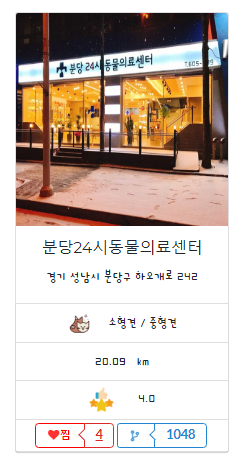 분당 24시동물의료센터
분당24시동물의료센터
경기 성남시 분당구 하오개로 242
소형견 / 중형견
20.09 km
4.0
찜 4
1048